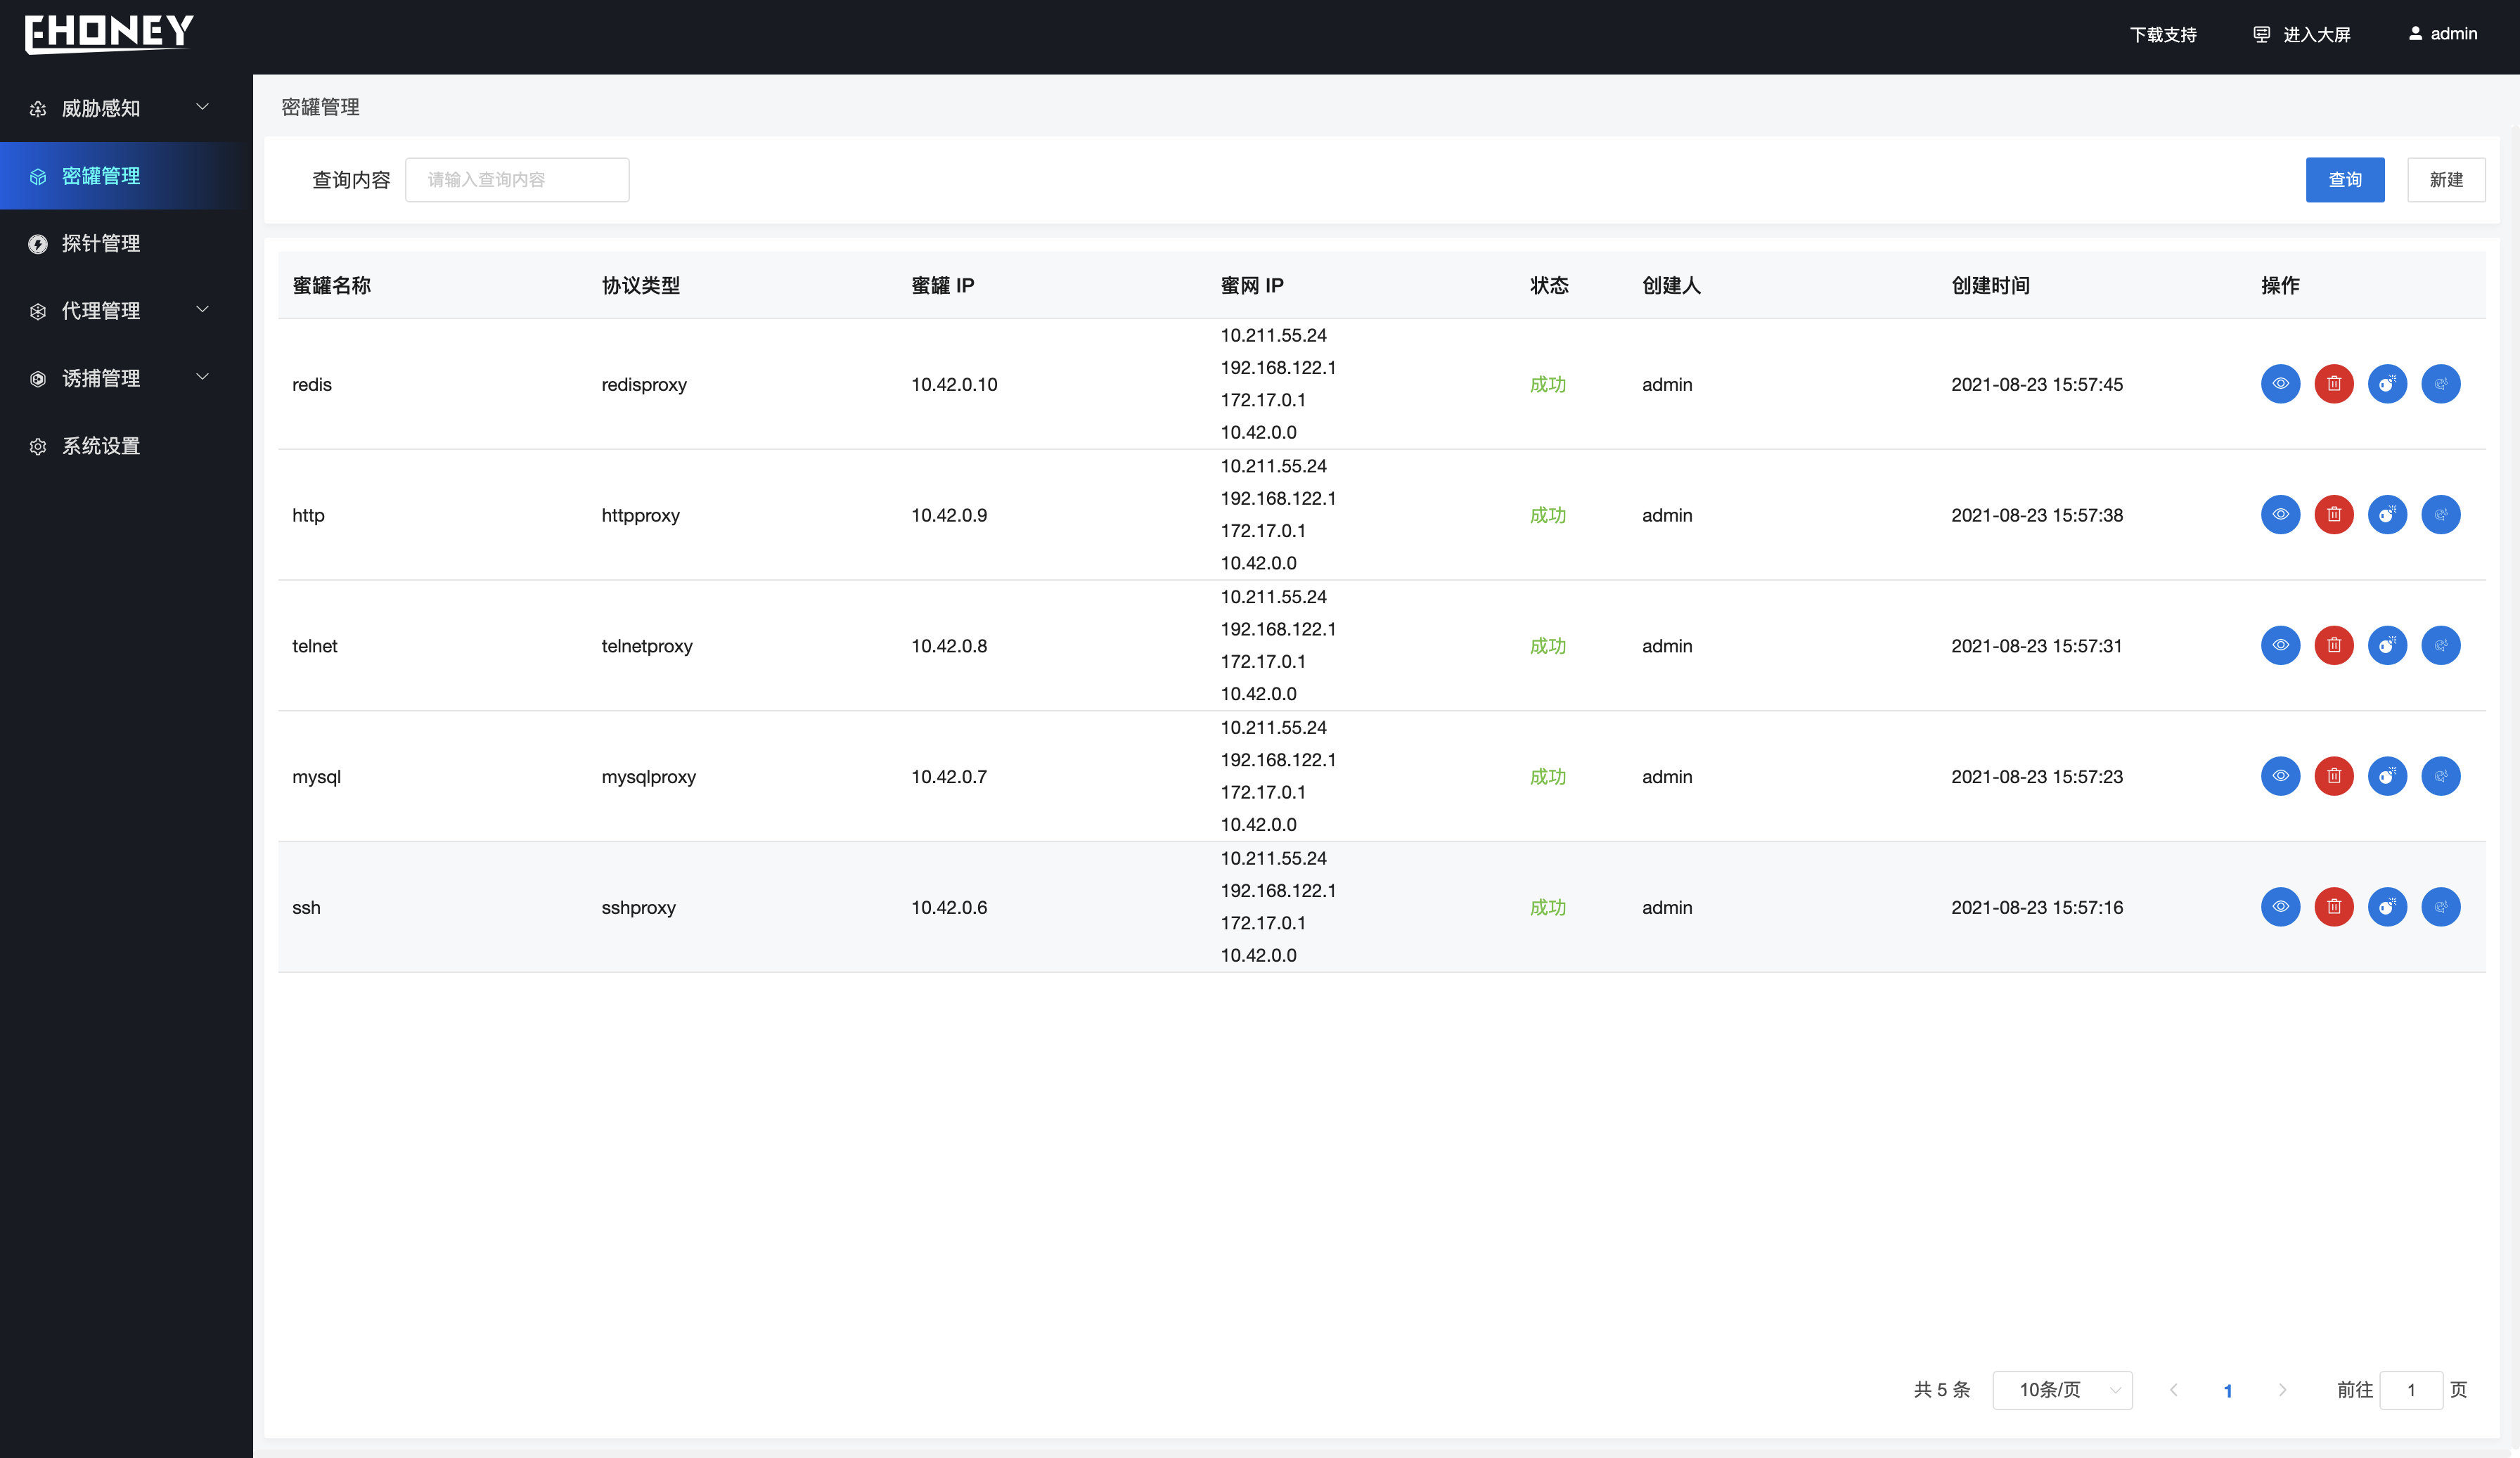 EHONEY
下载支持
进入大屏
admin
威胁感知
密罐管理
探针管理
代理管理
诱捕管理
系统设置
密罐管理
查询内容
请输入查询内容
查询
新建
蜜罐名称 协议类型 蜜罐 IP 蜜网 IP 状态 创建人 创建时间 操作
10.211.55.24
192.168.122.1
redis redisproxy 10.42.0.10 成功 admin 2021-08-23 15:57:45
172.17.0.1
10.42.0.0
10.211.55.24
192.168.122.1
http httpproxy 10.42.0.9 成功 admin 2021-08-23 15:57:38
172.17.0.1
10.42.0.0
10.211.55.24
192.168.122.1
telnet telnetproxy 10.42.0.8 成功 admin 2021-08-23 15:57:31
172.17.0.1
10.42.0.0
10.211.55.24
192.168.122.1
mysql mysqlproxy 10.42.0.7 成功 admin 2021-08-23 15:57:23
172.17.0.1
10.42.0.0
10.211.55.24
192.168.122.1
ssh sshproxy 10.42.0.6 成功 admin 2021-08-23 15:57:16
172.17.0.1
10.42.0.0
共 5 条 10条/页 1 前往 1 页